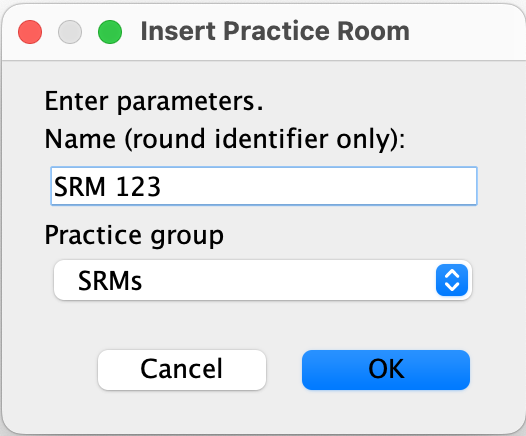 Insert Practice Room
Enter parameters.
Name (round identifier only):
SRM 123
Practice group
SRMs
Cancel
OK